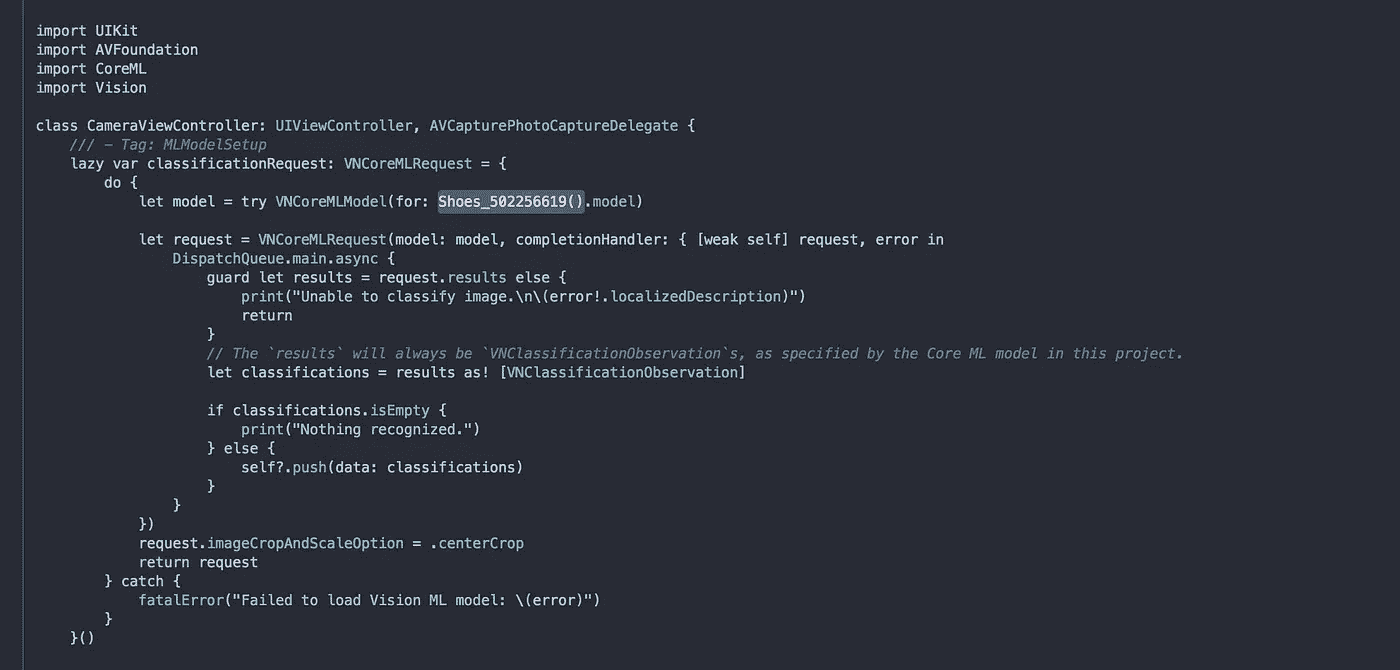 import UIKit
import AVFoundation
import CoreML
import Vision

class CameraViewController: UIViewController, AVCapturePhotoCaptureDelegate {
    /// – Tag: MLModelSetup
    lazy var classificationRequest: VNCoreMLRequest = {
        do {
            let model = try VNCoreMLModel(for: Shoes_502256619().model)

            let request = VNCoreMLRequest(model: model, completionHandler: { [weak self] request, error in
                DispatchQueue.main.async {
                    guard let results = request.results else {
                        print("Unable to classify image.\n\(error!.localizedDescription)")
                        return
                    }
                    // The `results` will always be `VNClassificationObservation`s, as specified by the Core ML model in this project.
                    let classifications = results as! [VNClassificationObservation]

                    if classifications.isEmpty {
                        print("Nothing recognized.")
                    } else {
                        self?.push(data: classifications)
                    }
                }
            })
            request.imageCropAndScaleOption = .centerCrop
            return request
        } catch {
            fatalError("Failed to load Vision ML model: \(error)")
        }
    }()